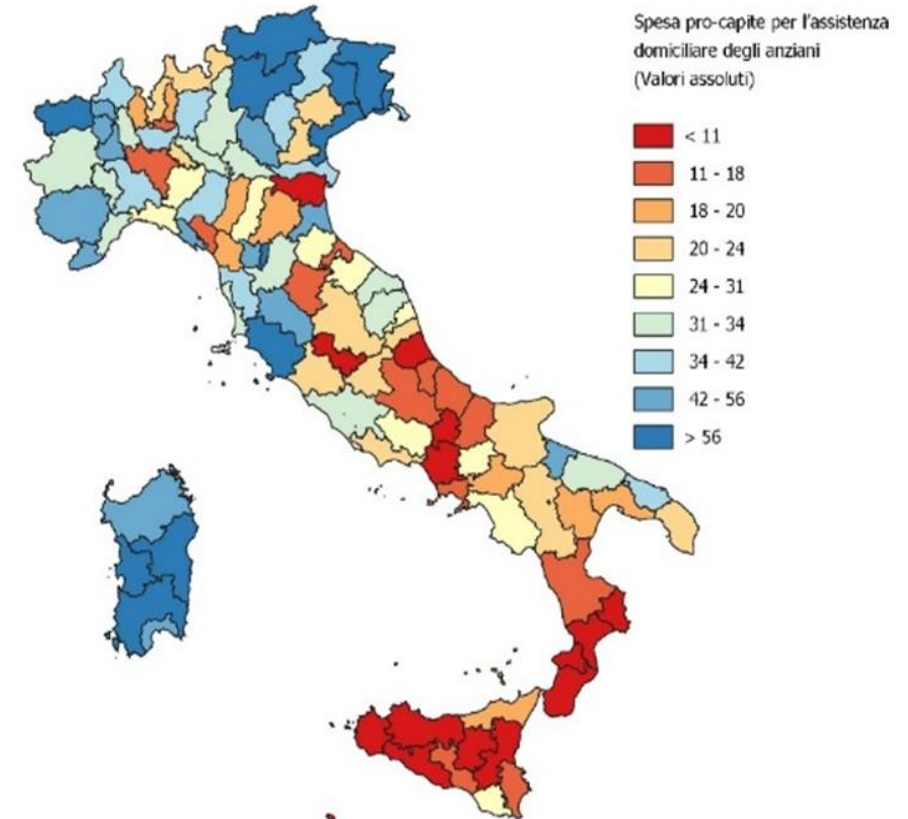 Spesa pro-capite per l'assistenza
domiciliare degli anziani
(Valori assoluti)
< 11
11 - 18
18 - 20
20 - 24
24 - 31
31 - 34
34 - 42
42 - 56
> 56